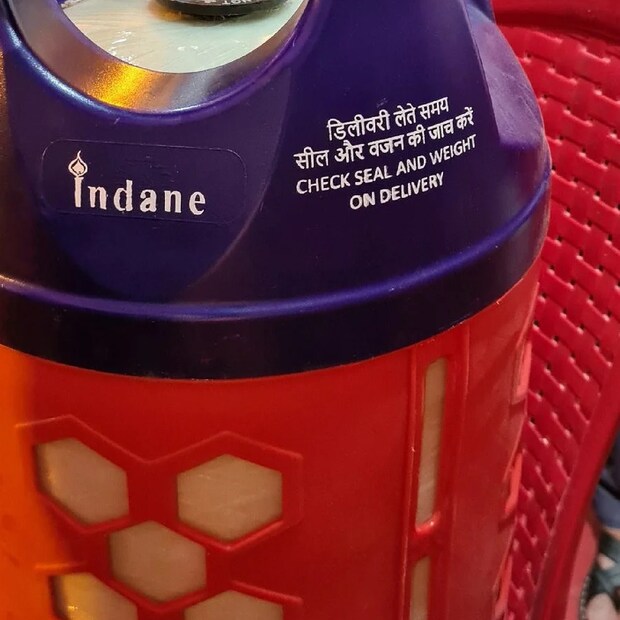 डिलीवरी लेते समय
सील और वजन की जाच करें
CHECK SEAL AND WEIGHT
ON DELIVERY
indane